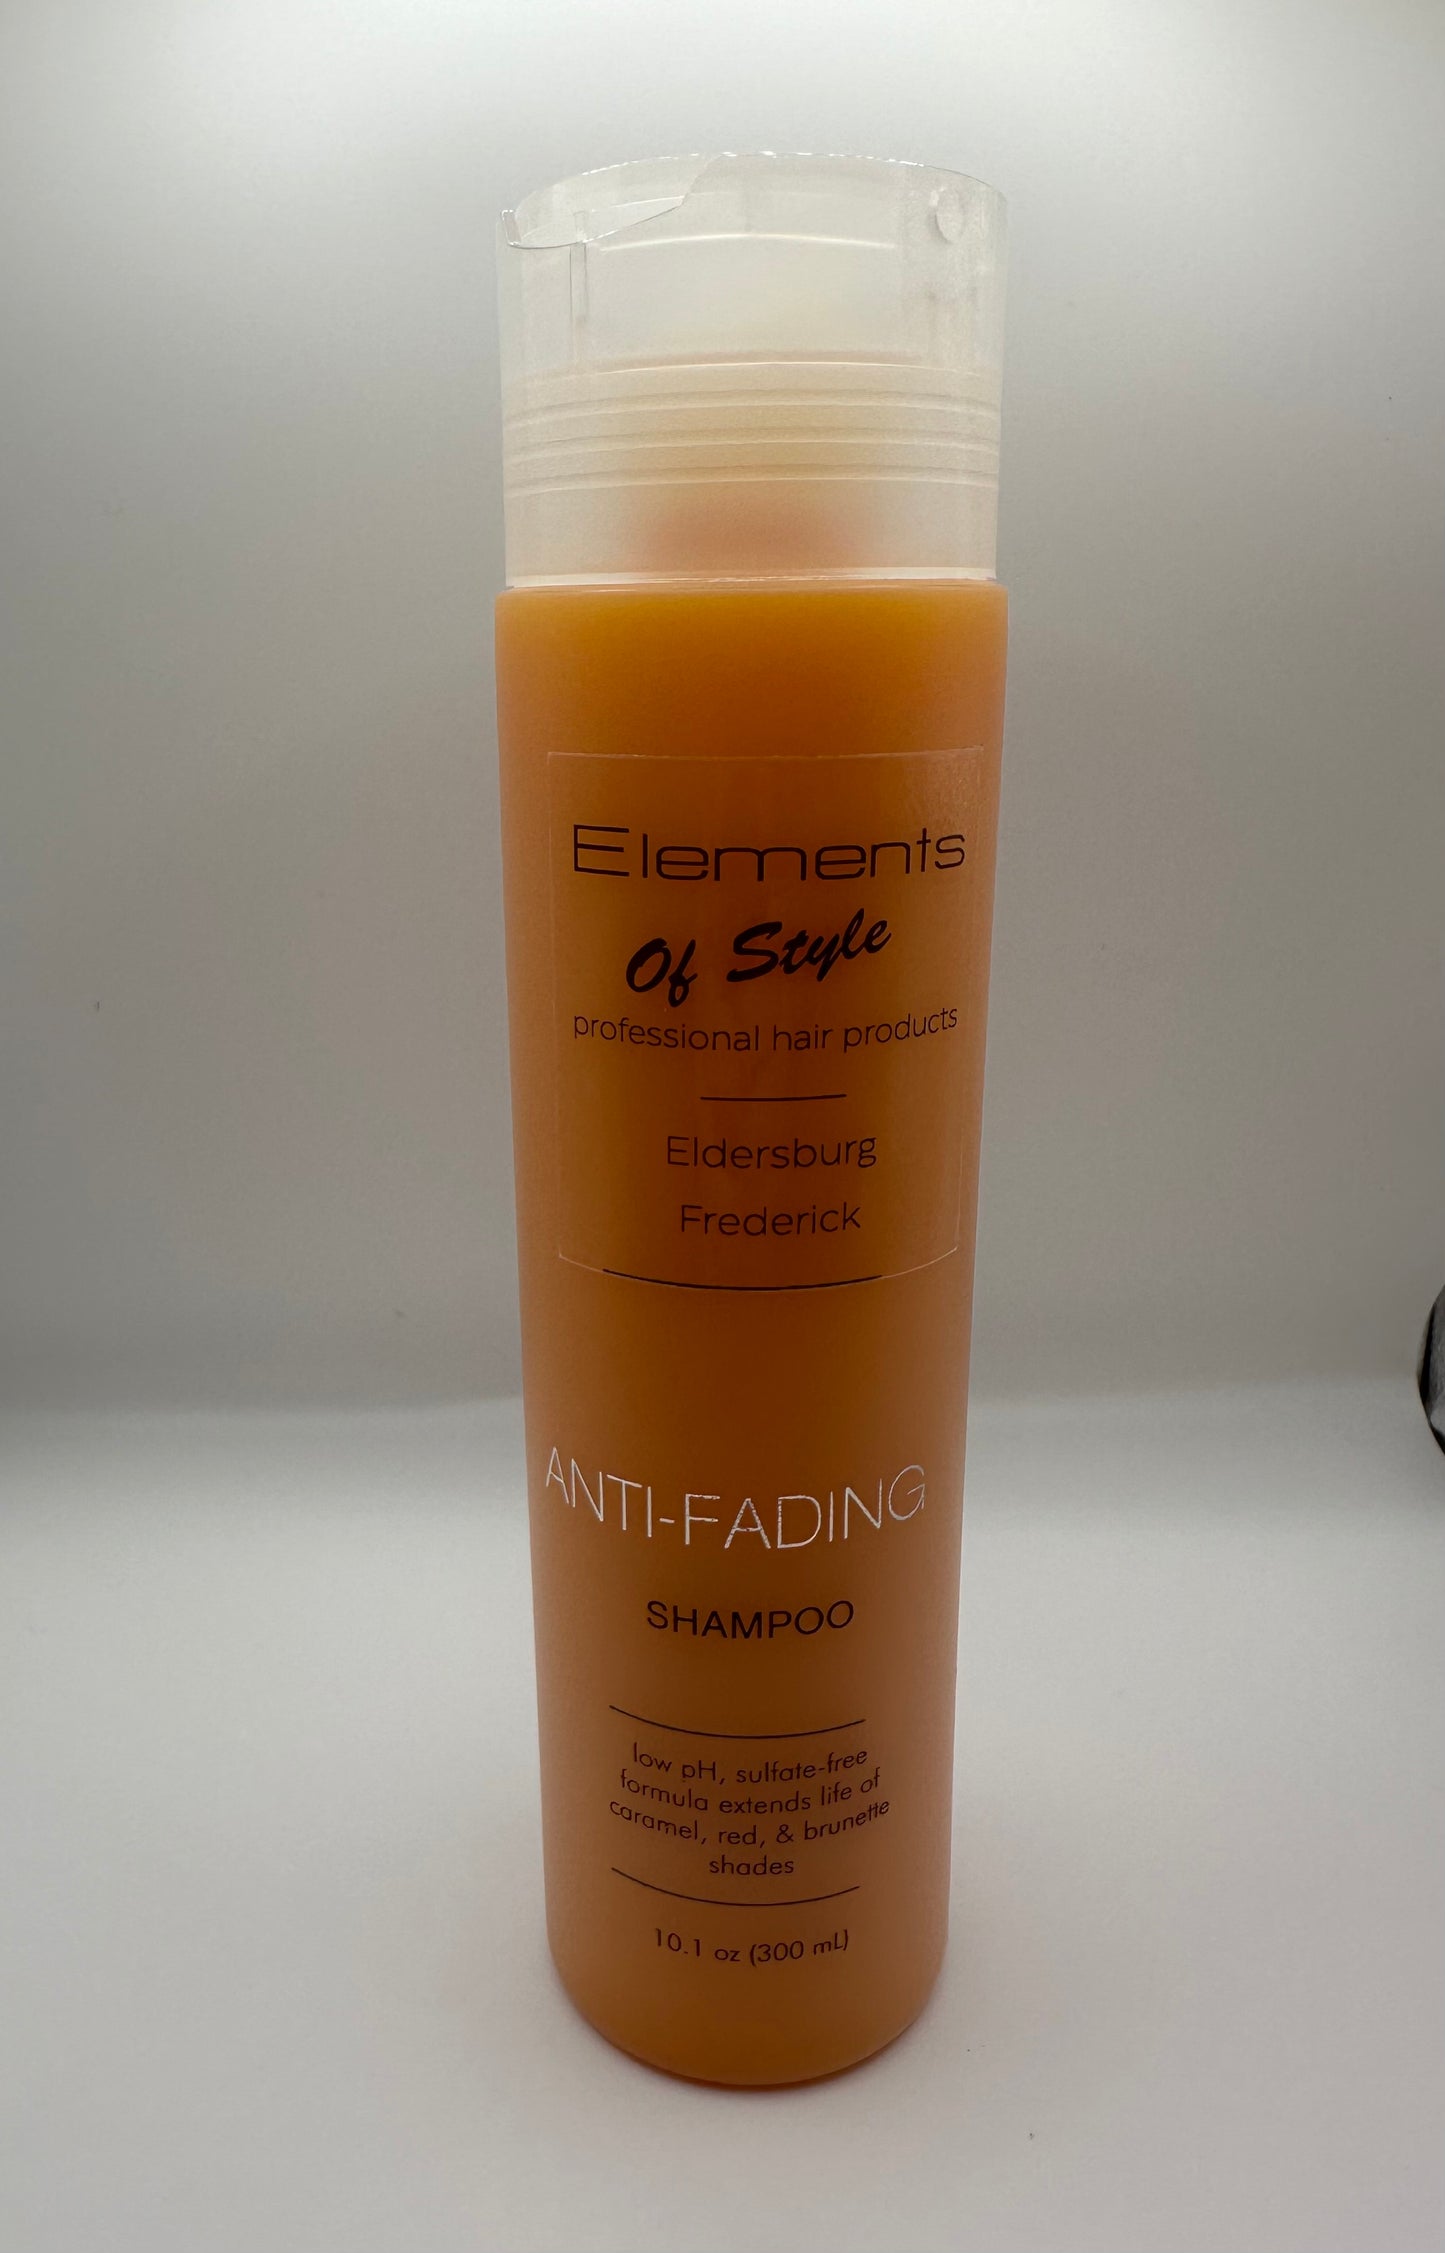 Elements
Of Style
professional hair products
Eldersburg
Frederick
ANTI-FADING
SHAMPOO
low pH, sulfate-free
formula extends life of
caramel, red, & brunette
shades
10.1 oz (300 mL)